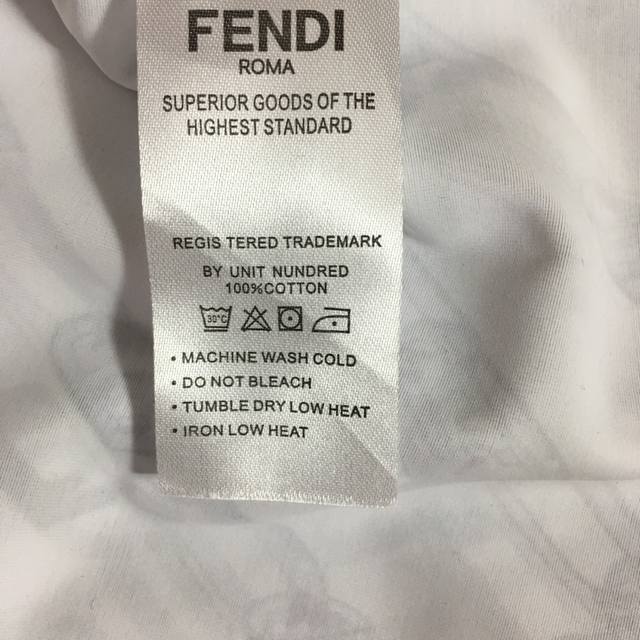 FENDI
ROMA
SUPERIOR GOODS OF THE
HIGHEST STANDARD
REGIS TERED TRADEMARK
BY UNIT NUNDRED
100%COTTON
30°C
• MACHINE WASH COLD
• DO NOT BLEACH
• TUMBLE DRY LOW HEAT
• IRON LOW HEAT